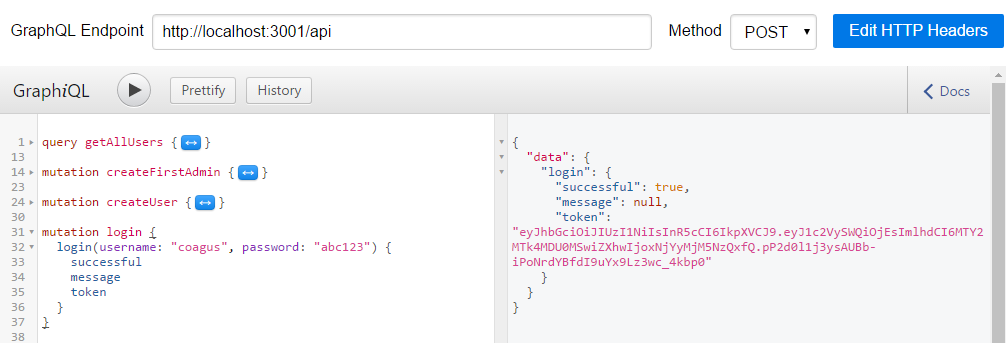 GraphQL Endpoint http://localhost:3001/api Method POST Edit HTTP Headers
GraphiQL Prettify History Docs
1 query getAllUsers { }
13
14 mutation createFirstAdmin { }
23
24 mutation createUser { }
30
31 mutation login {
32 login(username: "coagus", password: "abc123") {
33 successful
34 message
35 token
36 }
37 }
38
{
"data": {
"login": {
"successful": true,
"message": null,
"token":
"eyJhbGciOiJIUzI1NiIsInR5cCI6IkpXVCJ9.eyJ1c2VySWQiOjEsImlhdCI6MTY2
MTk4MDU0MSwiZXhwIjoxNjYyMjM5NzQxfQ.pP2d0l1j3ysAUBb-
iPoNrdYBfdI9uYx9Lz3wc_4kbp0"
}
}
}